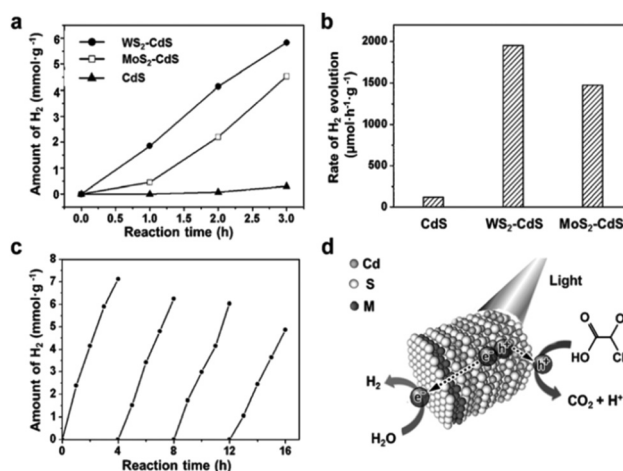 a
Amount of H₂ (mmol·g⁻¹)
6
5
4
3
2
1
0
WS₂-CdS
MoS₂-CdS
CdS
0.0 0.5 1.0 1.5 2.0 2.5 3.0
Reaction time (h)
b
Rate of H₂ evolution
(μmol·h⁻¹·g⁻¹)
2000
1500
1000
500
0
CdS WS₂-CdS MoS₂-CdS
c
Amount of H₂ (mmol·g⁻¹)
8
7
6
5
4
3
2
1
0
0 4 8 12 16
Reaction time (h)
d
Cd
S
M
Light
e⁻ h⁺
h⁺
e⁻
H₂
H₂O
O
HO
CO₂ + H⁺